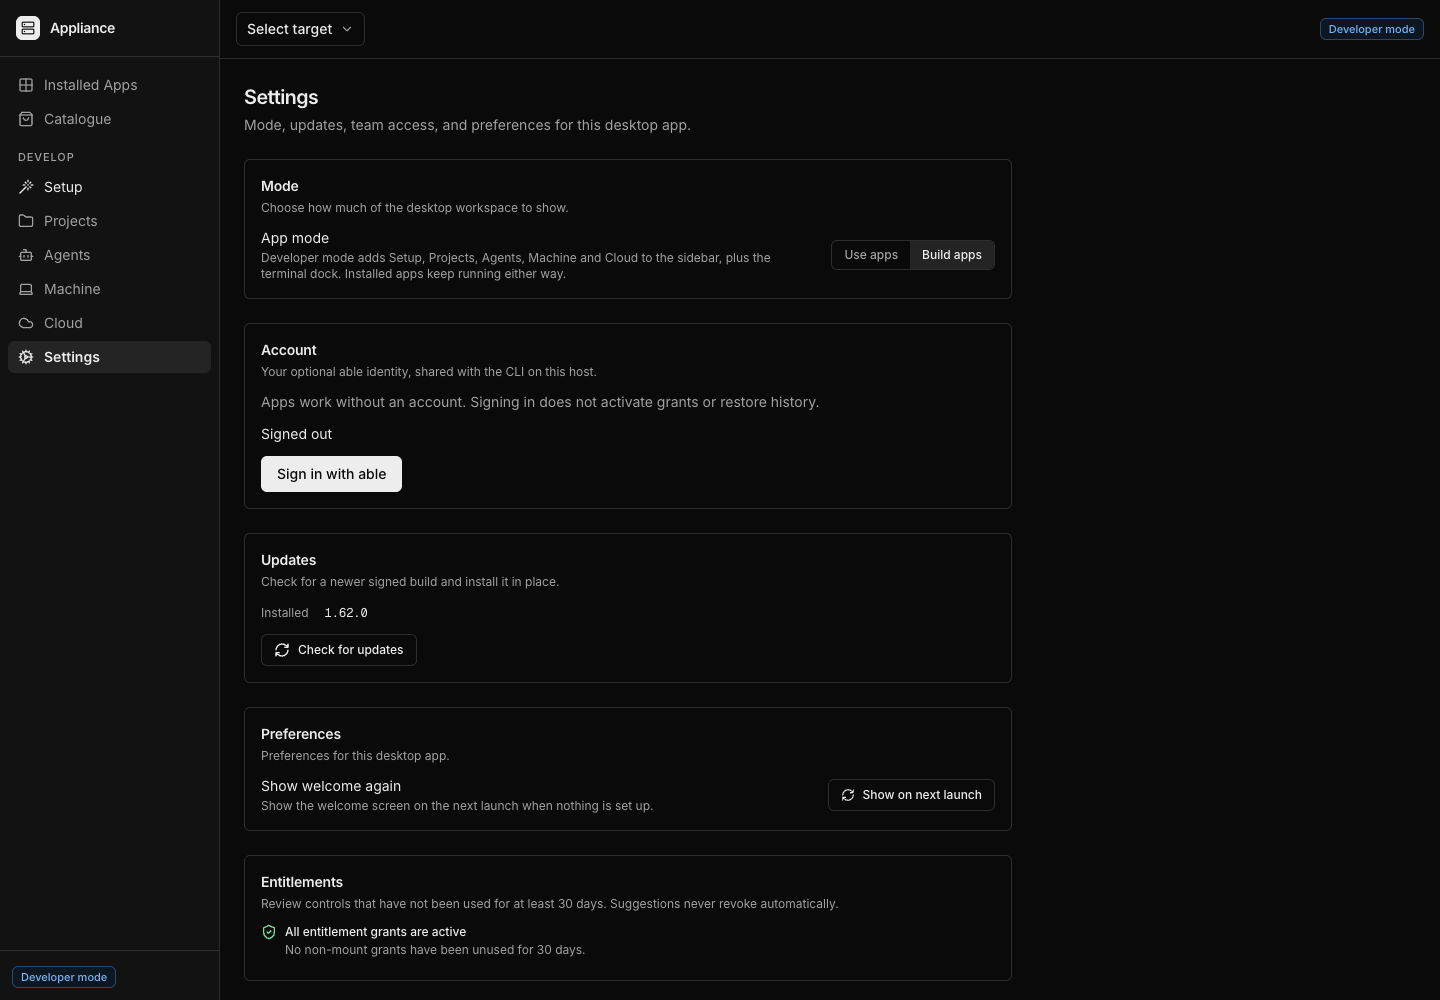 Appliance
Select target
Developer mode
Installed Apps
Catalogue
DEVELOP
Setup
Projects
Agents
Machine
Cloud
Settings
Developer mode
Settings
Mode, updates, team access, and preferences for this desktop app.
Mode
Choose how much of the desktop workspace to show.
App mode
Developer mode adds Setup, Projects, Agents, Machine and Cloud to the sidebar, plus the
terminal dock. Installed apps keep running either way.
Use apps
Build apps
Account
Your optional able identity, shared with the CLI on this host.
Apps work without an account. Signing in does not activate grants or restore history.
Signed out
Sign in with able
Updates
Check for a newer signed build and install it in place.
Installed 1.62.0
Check for updates
Preferences
Preferences for this desktop app.
Show welcome again
Show the welcome screen on the next launch when nothing is set up.
Show on next launch
Entitlements
Review controls that have not been used for at least 30 days. Suggestions never revoke automatically.
All entitlement grants are active
No non-mount grants have been unused for 30 days.